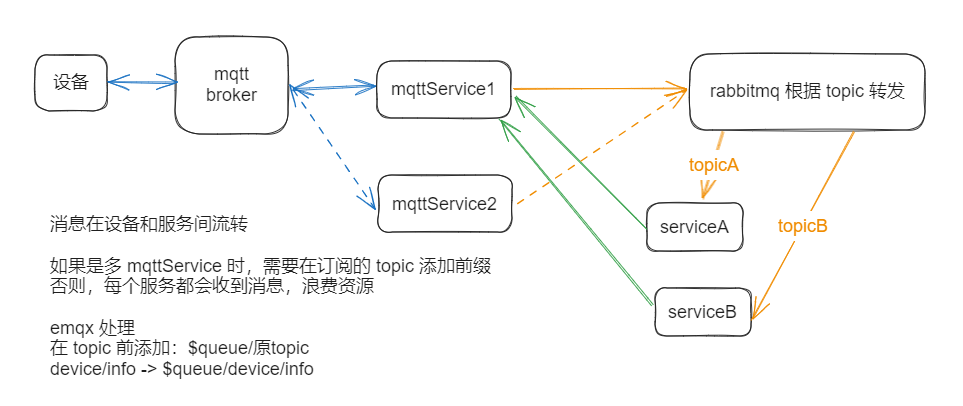 设备
mqtt
broker
mqttService1
rabbitmq 根据 topic 转发
topicA
mqttService2
serviceA
topicB
serviceB
消息在设备和服务间流转
如果是多 mqttService 时，需要在订阅的 topic 添加前缀
否则，每个服务都会收到消息，浪费资源
emqx 处理
在 topic 前添加：$queue/原topic
device/info -> $queue/device/info